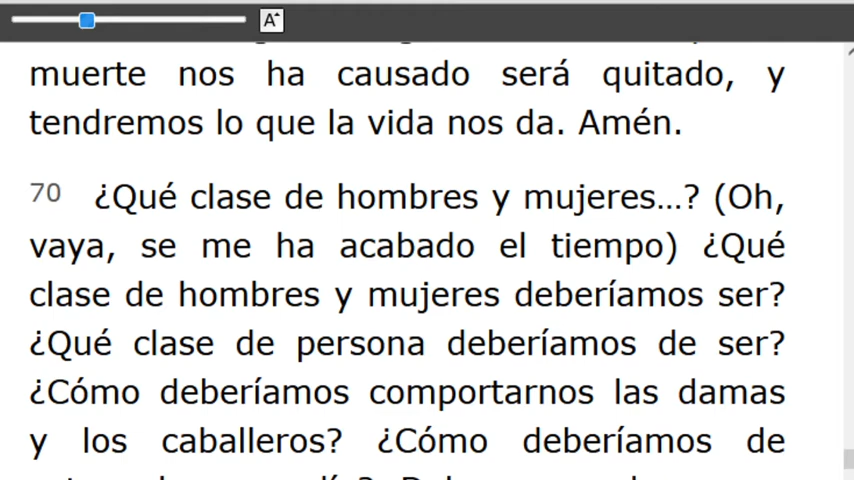 A
muerte nos ha causado será quitado, y
tendremos lo que la vida nos da. Amén.
70 ¿Qué clase de hombres y mujeres...? (Oh,
vaya, se me ha acabado el tiempo) ¿Qué
clase de hombres y mujeres deberíamos ser?
¿Qué clase de persona deberíamos de ser?
¿Cómo deberíamos comportarnos las damas
y los caballeros? ¿Cómo deberíamos de